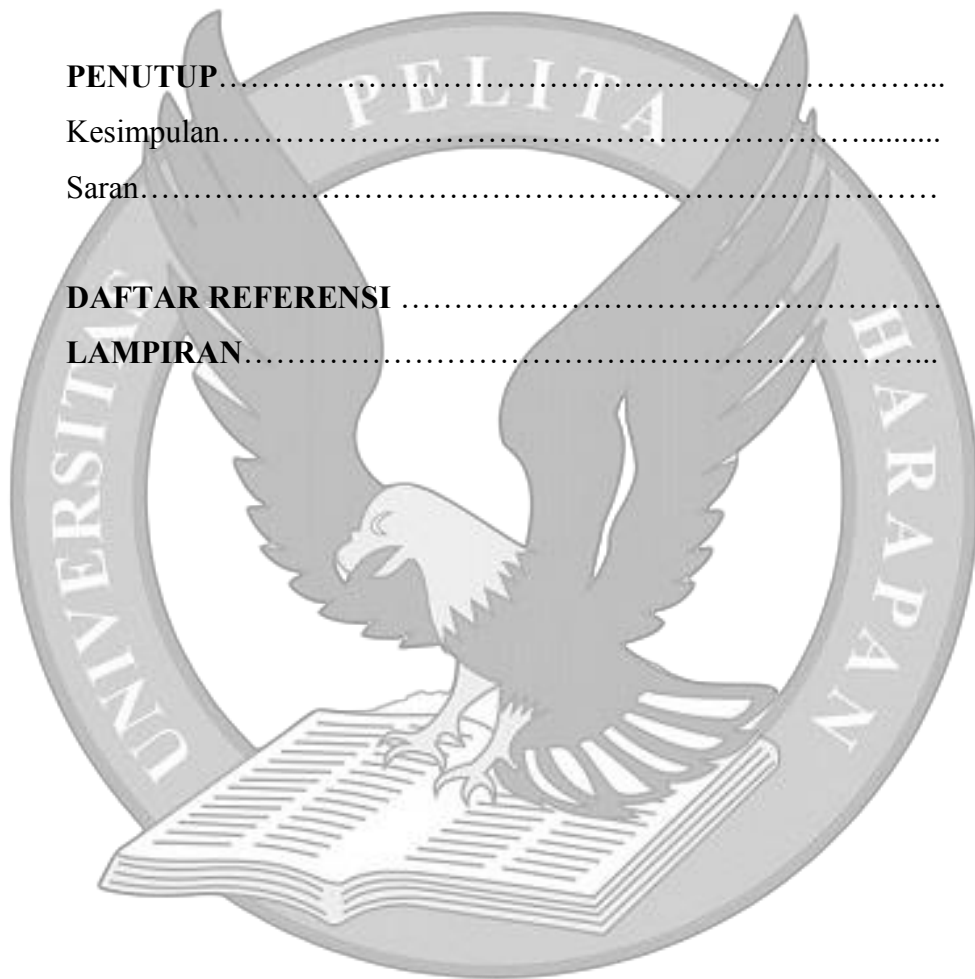 PENUTUP…………………………………………………………...
Kesimpulan…………………………………………………….........
Saran…………………………………………………………………
DAFTAR REFERENSI ……………………………………………
LAMPIRAN………………………………………………………...
UNIVERSITAS PELITA HARAPAN